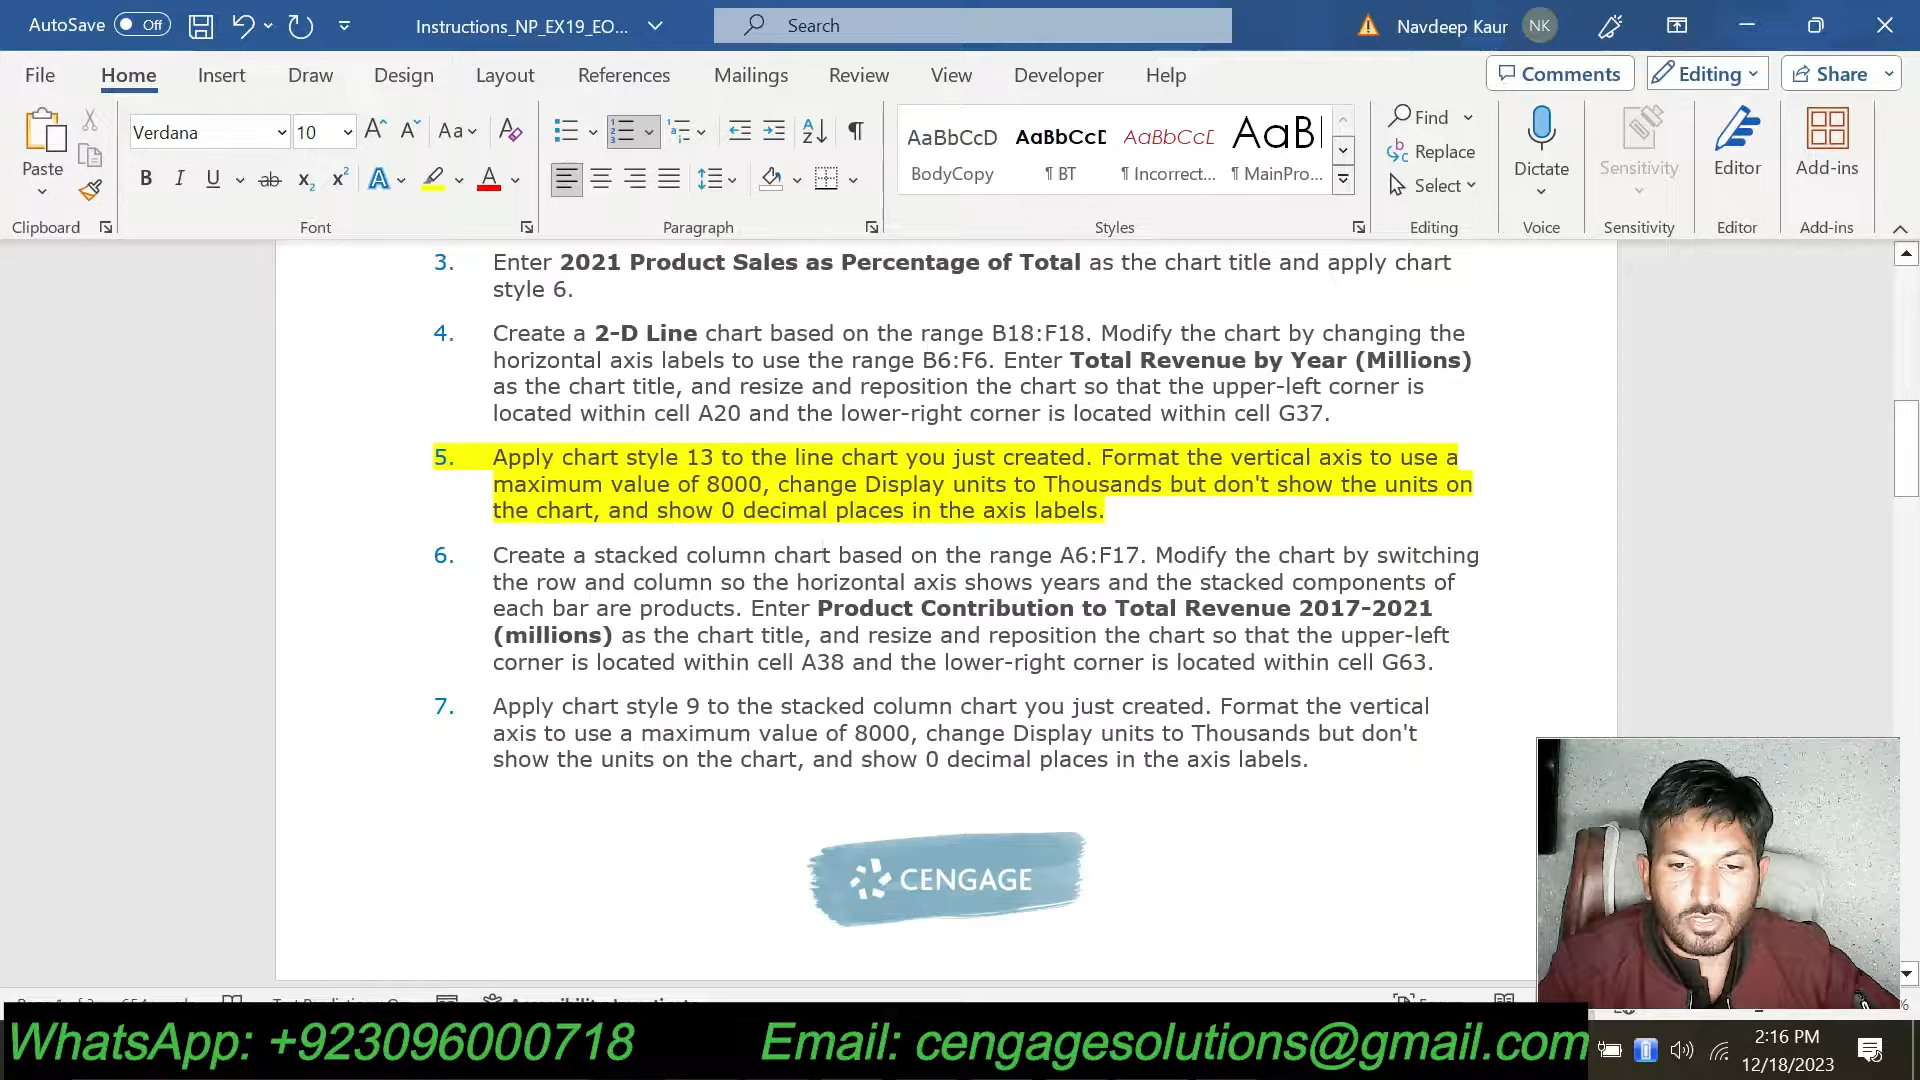 AutoSave Off Instructions_NP_EX19_EO... Search Navdeep Kaur NK
File Home Insert Draw Design Layout References Mailings Review View Developer Help Comments Editing Share
Paste
Verdana 10
Aa
AaBbCcD AaBbCcD AaBbCcD AaB
BodyCopy ¶ BT ¶ Incorrect... ¶ MainPro...
Find
Replace
Select
Dictate
Sensitivity
Editor
Add-ins
Clipboard Font Paragraph Styles Editing Voice Sensitivity Editor Add-ins
3. Enter 2021 Product Sales as Percentage of Total as the chart title and apply chart
style 6.
4. Create a 2-D Line chart based on the range B18:F18. Modify the chart by changing the
horizontal axis labels to use the range B6:F6. Enter Total Revenue by Year (Millions)
as the chart title, and resize and reposition the chart so that the upper-left corner is
located within cell A20 and the lower-right corner is located within cell G37.
5. Apply chart style 13 to the line chart you just created. Format the vertical axis to use a
maximum value of 8000, change Display units to Thousands but don't show the units on
the chart, and show 0 decimal places in the axis labels.
6. Create a stacked column chart based on the range A6:F17. Modify the chart by switching
the row and column so the horizontal axis shows years and the stacked components of
each bar are products. Enter Product Contribution to Total Revenue 2017-2021
(millions) as the chart title, and resize and reposition the chart so that the upper-left
corner is located within cell A38 and the lower-right corner is located within cell G63.
7. Apply chart style 9 to the stacked column chart you just created. Format the vertical
axis to use a maximum value of 8000, change Display units to Thousands but don't
show the units on the chart, and show 0 decimal places in the axis labels.
CENGAGE
WhatsApp: +923096000718 Email: cengagesolutions@gmail.com
2:16 PM
12/18/2023